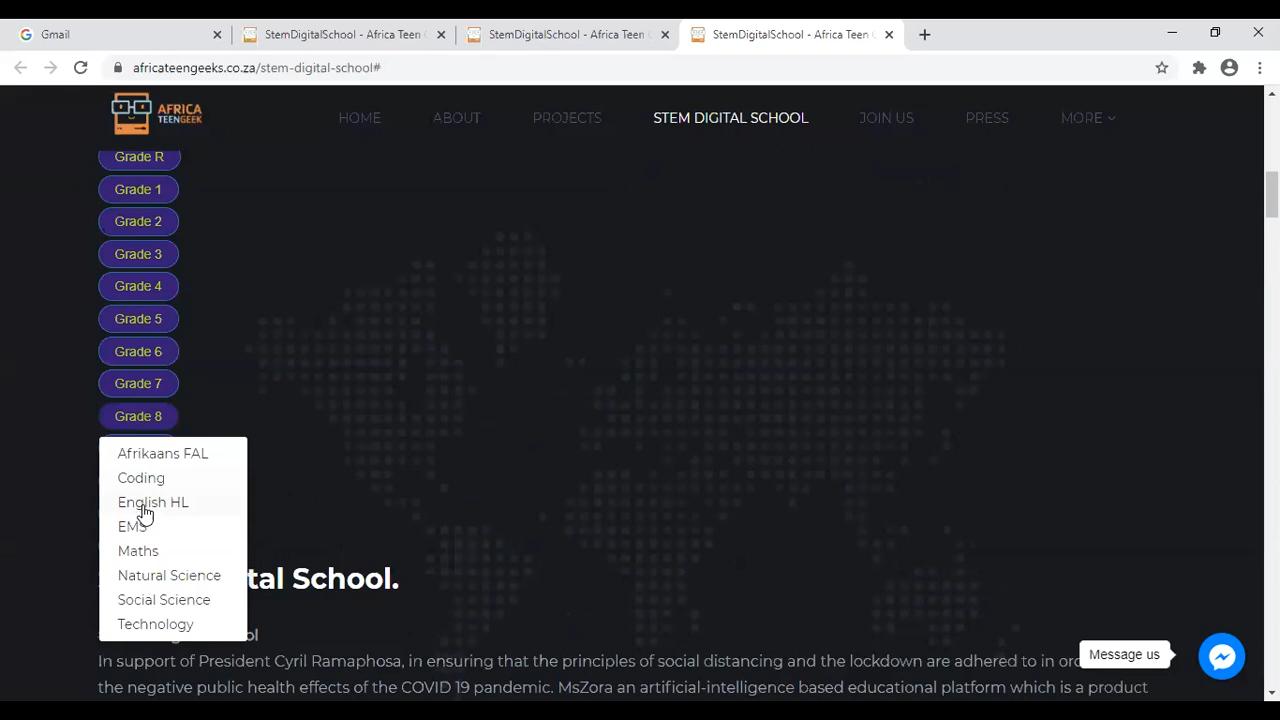 Gmail
StemDigitalSchool - Africa Teen
StemDigitalSchool - Africa Teen
StemDigitalSchool - Africa Teen
africateengeeks.co.za/stem-digital-school#
AFRICA
TEENGEEK
HOME
ABOUT
PROJECTS
STEM DIGITAL SCHOOL
JOIN US
PRESS
MORE
Grade R
Grade 1
Grade 2
Grade 3
Grade 4
Grade 5
Grade 6
Grade 7
Grade 8
Afrikaans FAL
Coding
English HL
EMS
Maths
Natural Science
Social Science
Technology
tal School.
Message us
In support of President Cyril Ramaphosa, in ensuring that the principles of social distancing and the lockdown are adhered to in
the negative public health effects of the COVID 19 pandemic. MsZora an artificial-intelligence based educational platform which is a product